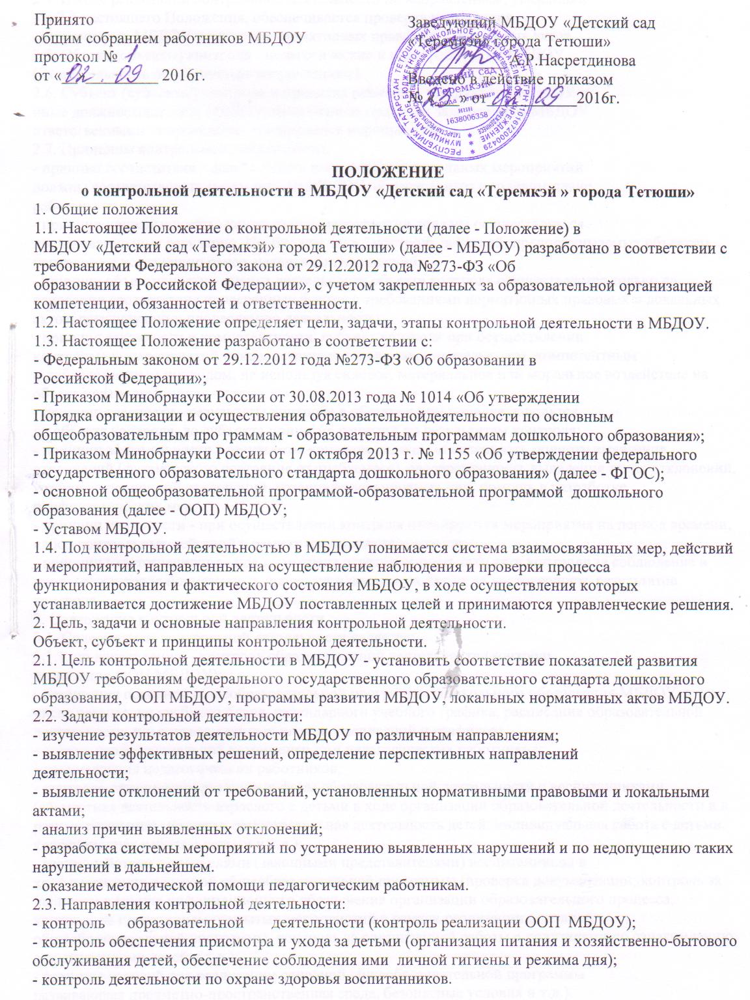 Принято
общим собранием работников МБДОУ
протокол № 1
от «02.09 2016г.
Заведующий МБДОУ «Детский сад
«Теремкэй» города Тетюши»
А.Р.Насретдинова
Введено в действие приказом
№ «23 » от 02 09 2016г.
Детский сад
«Теремкэй»
города Тетюши»
ИНН
1638006358
ПОЛОЖЕНИЕ
о контрольной деятельности в МБДОУ «Детский сад «Теремкэй » города Тетюши»
1. Общие положения
1.1. Настоящее Положение о контрольной деятельности (далее - Положение) в
МБДОУ «Детский сад «Теремкэй» города Тетюши» (далее - МБДОУ) разработано в соответствии с
требованиями Федерального закона от 29.12.2012 года №273-ФЗ «Об
образовании в Российской Федерации», с учетом закрепленных за образовательной организацией
компетенции, обязанностей и ответственности.
1.2. Настоящее Положение определяет цели, задачи, этапы контрольной деятельности в МБДОУ.
1.3. Настоящее Положение разработано в соответствии с:
- Федеральным законом от 29.12.2012 года №273-ФЗ «Об образовании в
Российской Федерации»;
- Приказом Минобрнауки России от 30.08.2013 года № 1014 «Об утверждении
Порядка организации и осуществления образовательнойдеятельности по основным
общеобразовательным про граммам - образовательным программам дошкольного образования»;
- Приказом Минобрнауки России от 17 октября 2013 г. № 1155 «Об утверждении федерального
государственного образовательного стандарта дошкольного образования» (далее - ФГОС);
- основной общеобразовательной программой-образовательной программой  дошкольного
образования (далее - ООП) МБДОУ;
- Уставом МБДОУ.
1.4. Под контрольной деятельностью в МБДОУ понимается система взаимосвязанных мер, действий
и мероприятий, направленных на осуществление наблюдения и проверки процесса
функционирования и фактического состояния МБДОУ, в ходе осуществления которых
устанавливается достижение МБДОУ поставленных целей и принимаются управленческие решения.
2. Цель, задачи и основные направления контрольной деятельности.
Объект, субъект и принципы контрольной деятельности.
2.1. Цель контрольной деятельности в МБДОУ - установить соответствие показателей развития
МБДОУ требованиям федерального государственного образовательного стандарта дошкольного
образования,  ООП МБДОУ, программы развития МБДОУ, локальных нормативных актов МБДОУ.
2.2. Задачи контрольной деятельности:
- изучение результатов деятельности МБДОУ по различным направлениям;
- выявление эффективных решений, определение перспективных направлений
деятельности;
- выявление отклонений от требований, установленных нормативными правовыми и локальными
актами;
- анализ причин выявленных отклонений;
- разработка системы мероприятий по устранению выявленных нарушений и по недопущению таких
нарушений в дальнейшем.
- оказание методической помощи педагогическим работникам.
2.3. Направления контрольной деятельности:
- контроль образовательной деятельности (контроль реализации ООП  МБДОУ);
- контроль обеспечения присмотра и ухода за детьми (организация питания и хозяйственно-бытового
обслуживания детей, обеспечение соблюдения ими  личной гигиены и режима дня);
- контроль деятельности по охране здоровья воспитанников.